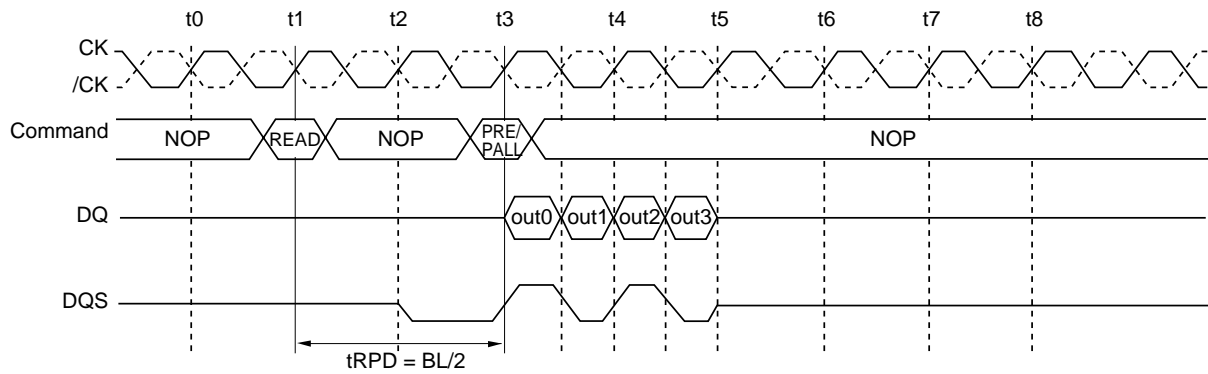 t0 t1 t2 t3 t4 t5 t6 t7 t8
CK
/CK
Command NOP READ NOP PRE/ PALL NOP
DQ out0 out1 out2 out3
DQS
tRPD = BL/2